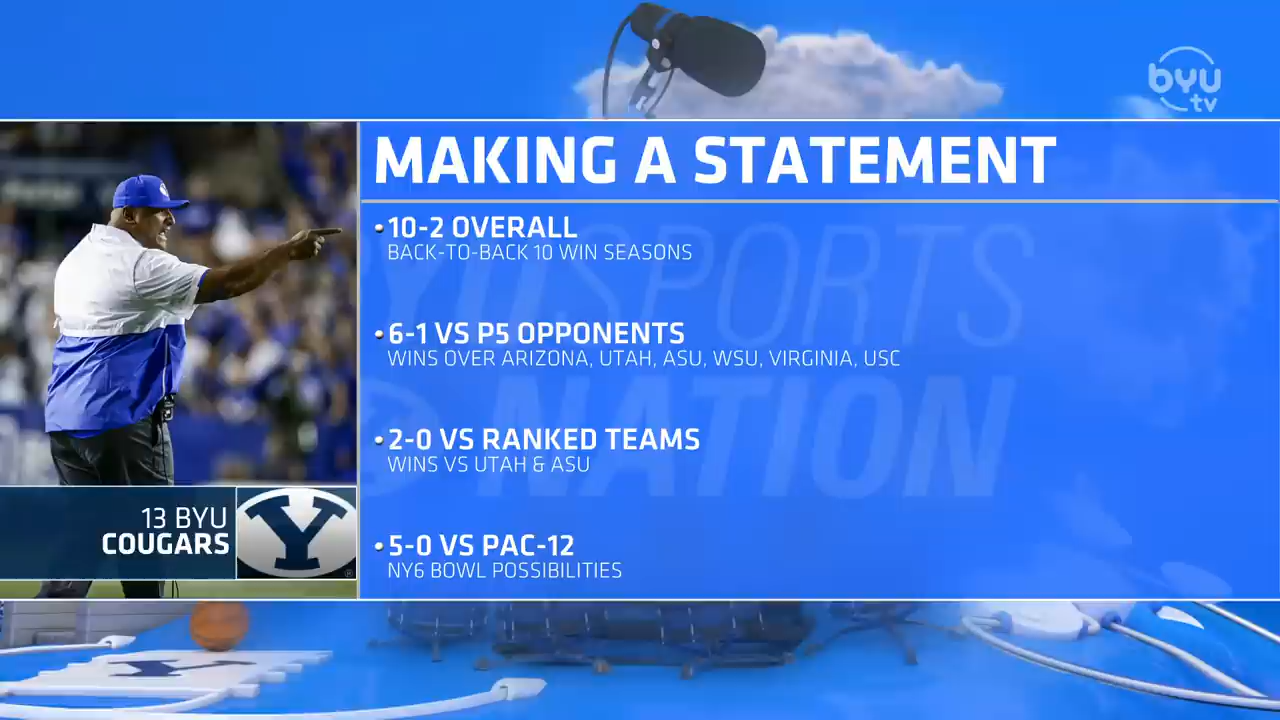 byu
tv
MAKING A STATEMENT
• 10-2 OVERALL
BACK-TO-BACK 10 WIN SEASONS
• 6-1 VS P5 OPPONENTS
WINS OVER ARIZONA, UTAH, ASU, WSU, VIRGINIA, USC
• 2-0 VS RANKED TEAMS
WINS VS UTAH & ASU
• 5-0 VS PAC-12
NY6 BOWL POSSIBILITIES
13 BYU
COUGARS
Y
BYUSPORTS
NATION